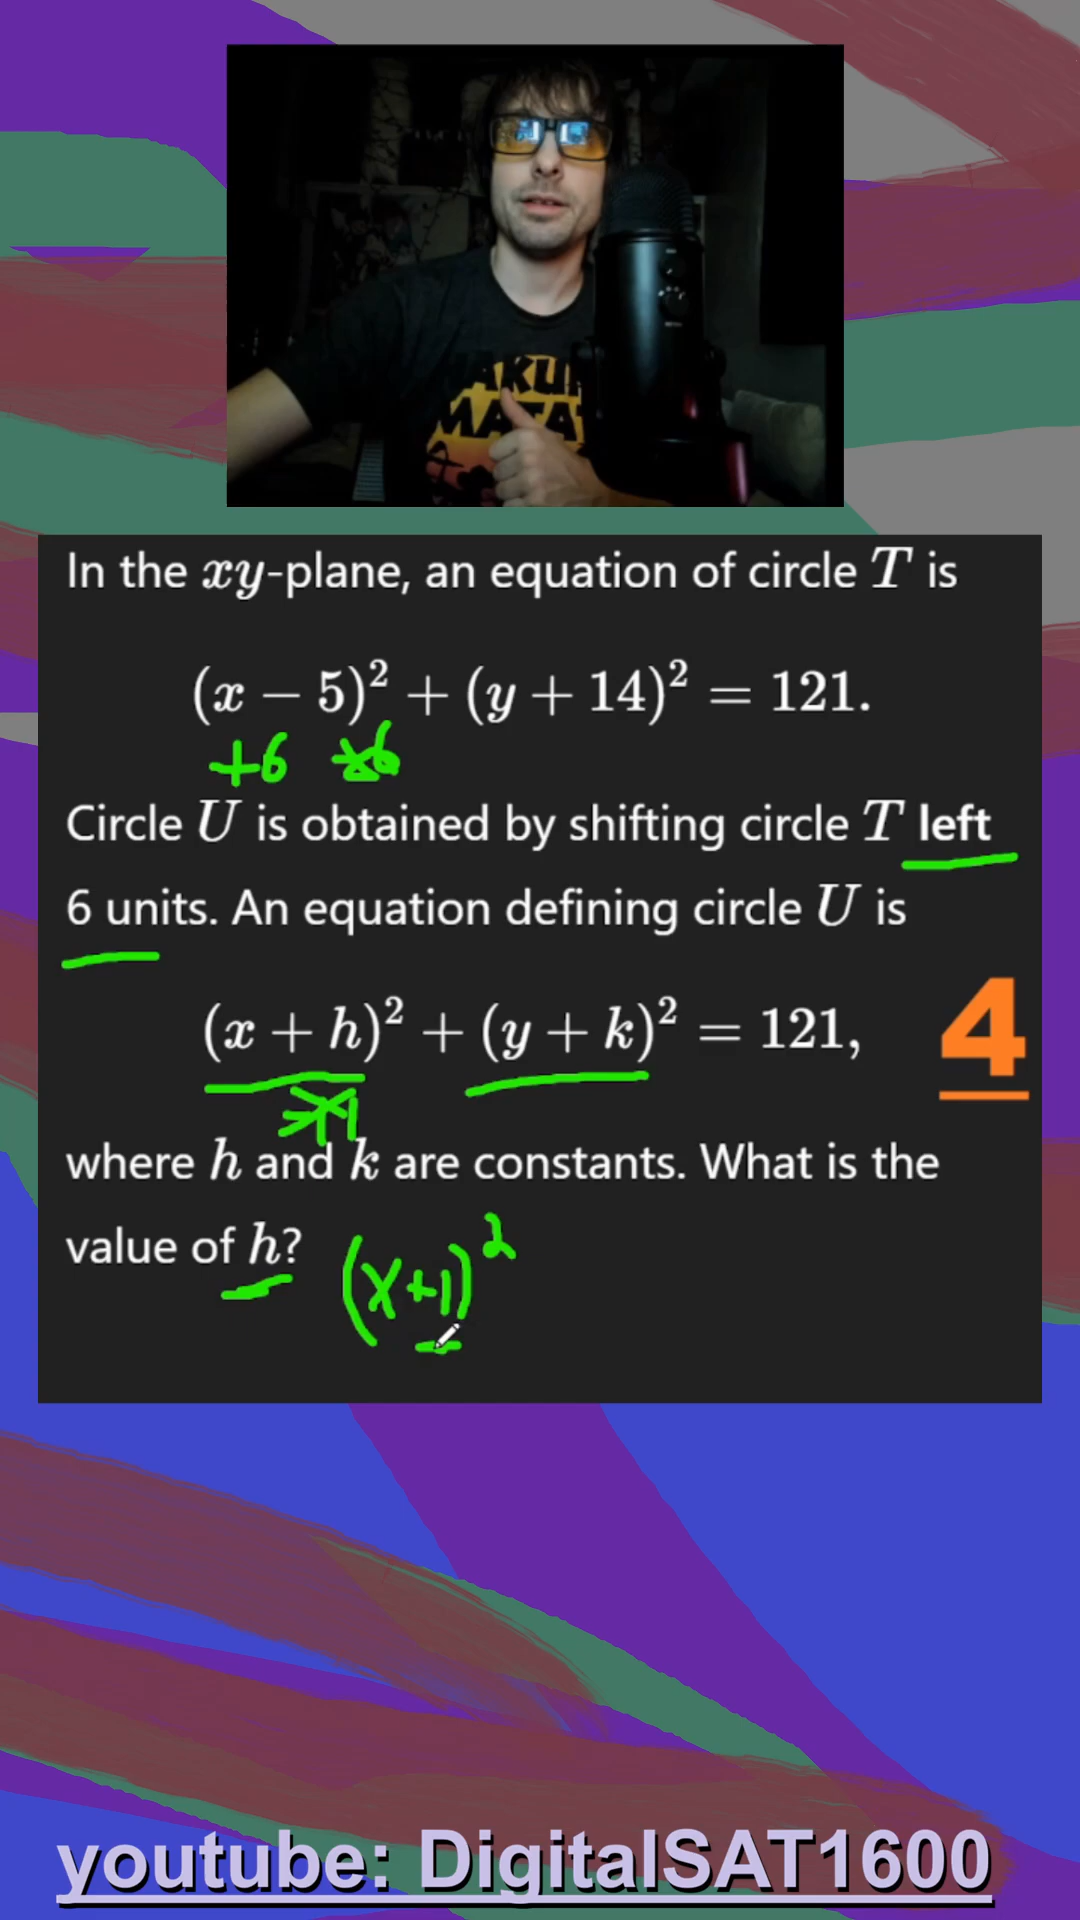 AKUN
MATA
In the xy-plane, an equation of circle T is
(x − 5)² + (y + 14)² = 121.
+6
Circle U is obtained by shifting circle T left
6 units. An equation defining circle U is
(x + h)² + (y + k)² = 121,
4
where h and k are constants. What is the
value of h?
(x+1)²
youtube: DigitalSAT1600